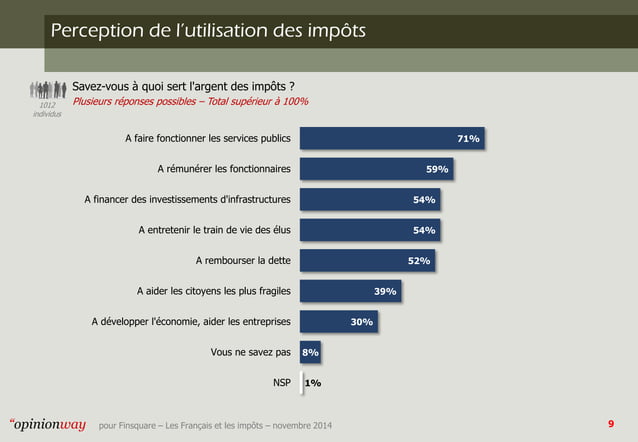 Perception de l'utilisation des impôts
Savez-vous à quoi sert l'argent des impôts ?
Plusieurs réponses possibles – Total supérieur à 100%
1012
individus
A faire fonctionner les services publics 71%
A rémunérer les fonctionnaires 59%
A financer des investissements d'infrastructures 54%
A entretenir le train de vie des élus 54%
A rembourser la dette 52%
A aider les citoyens les plus fragiles 39%
A développer l'économie, aider les entreprises 30%
Vous ne savez pas 8%
NSP 1%
“opinionway pour Finsquare – Les Français et les impôts – novembre 2014 9